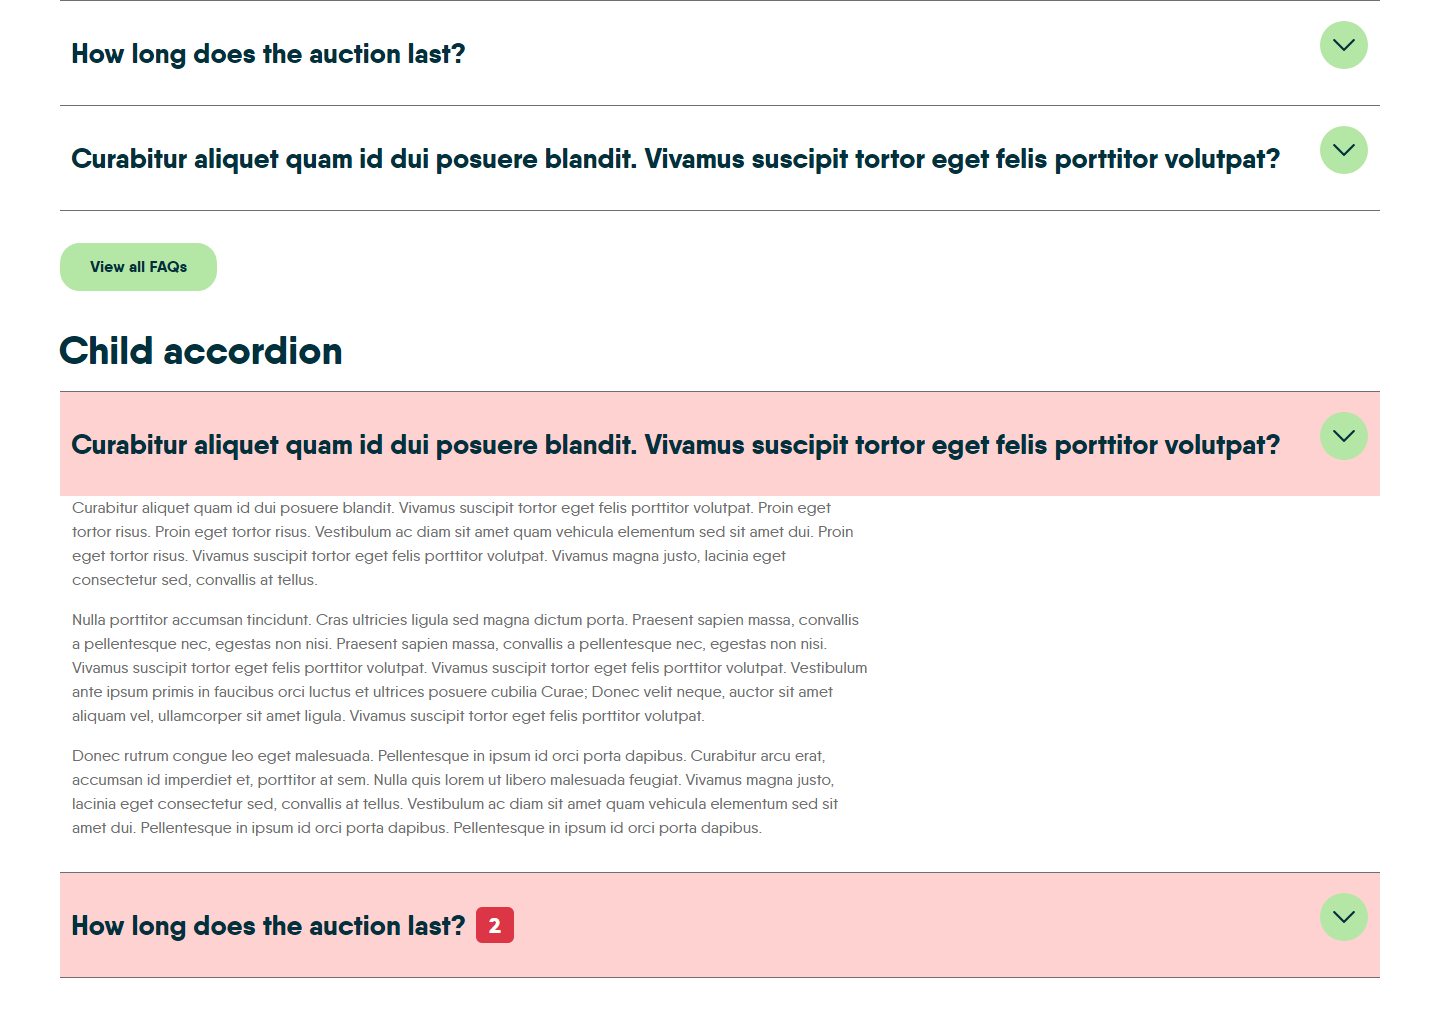 How long does the auction last?
Curabitur aliquet quam id dui posuere blandit. Vivamus suscipit tortor eget felis porttitor volutpat?
View all FAQs
Child accordion
Curabitur aliquet quam id dui posuere blandit. Vivamus suscipit tortor eget felis porttitor volutpat?
Curabitur aliquet quam id dui posuere blandit. Vivamus suscipit tortor eget felis porttitor volutpat. Proin eget
tortor risus. Proin eget tortor risus. Vestibulum ac diam sit amet quam vehicula elementum sed sit amet dui. Proin
eget tortor risus. Vivamus suscipit tortor eget felis porttitor volutpat. Vivamus magna justo, lacinia eget
consectetur sed, convallis at tellus.
Nulla porttitor accumsan tincidunt. Cras ultricies ligula sed magna dictum porta. Praesent sapien massa, convallis
a pellentesque nec, egestas non nisi. Praesent sapien massa, convallis a pellentesque nec, egestas non nisi.
Vivamus suscipit tortor eget felis porttitor volutpat. Vivamus suscipit tortor eget felis porttitor volutpat. Vestibulum
ante ipsum primis in faucibus orci luctus et ultrices posuere cubilia Curae; Donec velit neque, auctor sit amet
aliquam vel, ullamcorper sit amet ligula. Vivamus suscipit tortor eget felis porttitor volutpat.
Donec rutrum congue leo eget malesuada. Pellentesque in ipsum id orci porta dapibus. Curabitur arcu erat,
accumsan id imperdiet et, porttitor at sem. Nulla quis lorem ut libero malesuada feugiat. Vivamus magna justo,
lacinia eget consectetur sed, convallis at tellus. Vestibulum ac diam sit amet quam vehicula elementum sed sit
amet dui. Pellentesque in ipsum id orci porta dapibus. Pellentesque in ipsum id orci porta dapibus.
How long does the auction last? 2